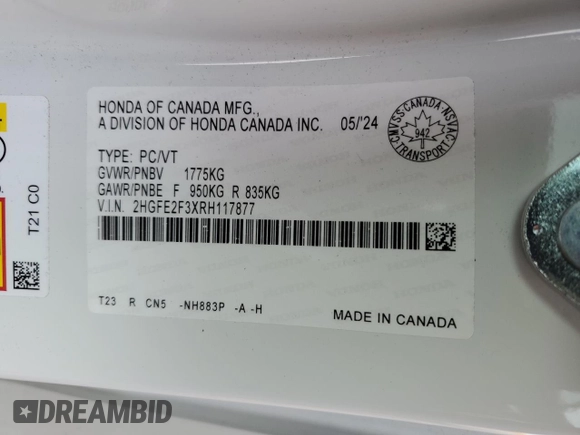 HONDA OF CANADA MFG.,
A DIVISION OF HONDA CANADA INC. 05/'24
CMVSS-CANADA-NSVAC
942
TRANSPORT
TYPE: PC/VT
GVWR/PNBV 1775KG
GAWR/PNBE F 950KG R 835KG
V.I.N. 2HGFE2F3XRH117877
T23 R CN5 -NH883P -A -H
MADE IN CANADA
T21 C0
DREAMBID